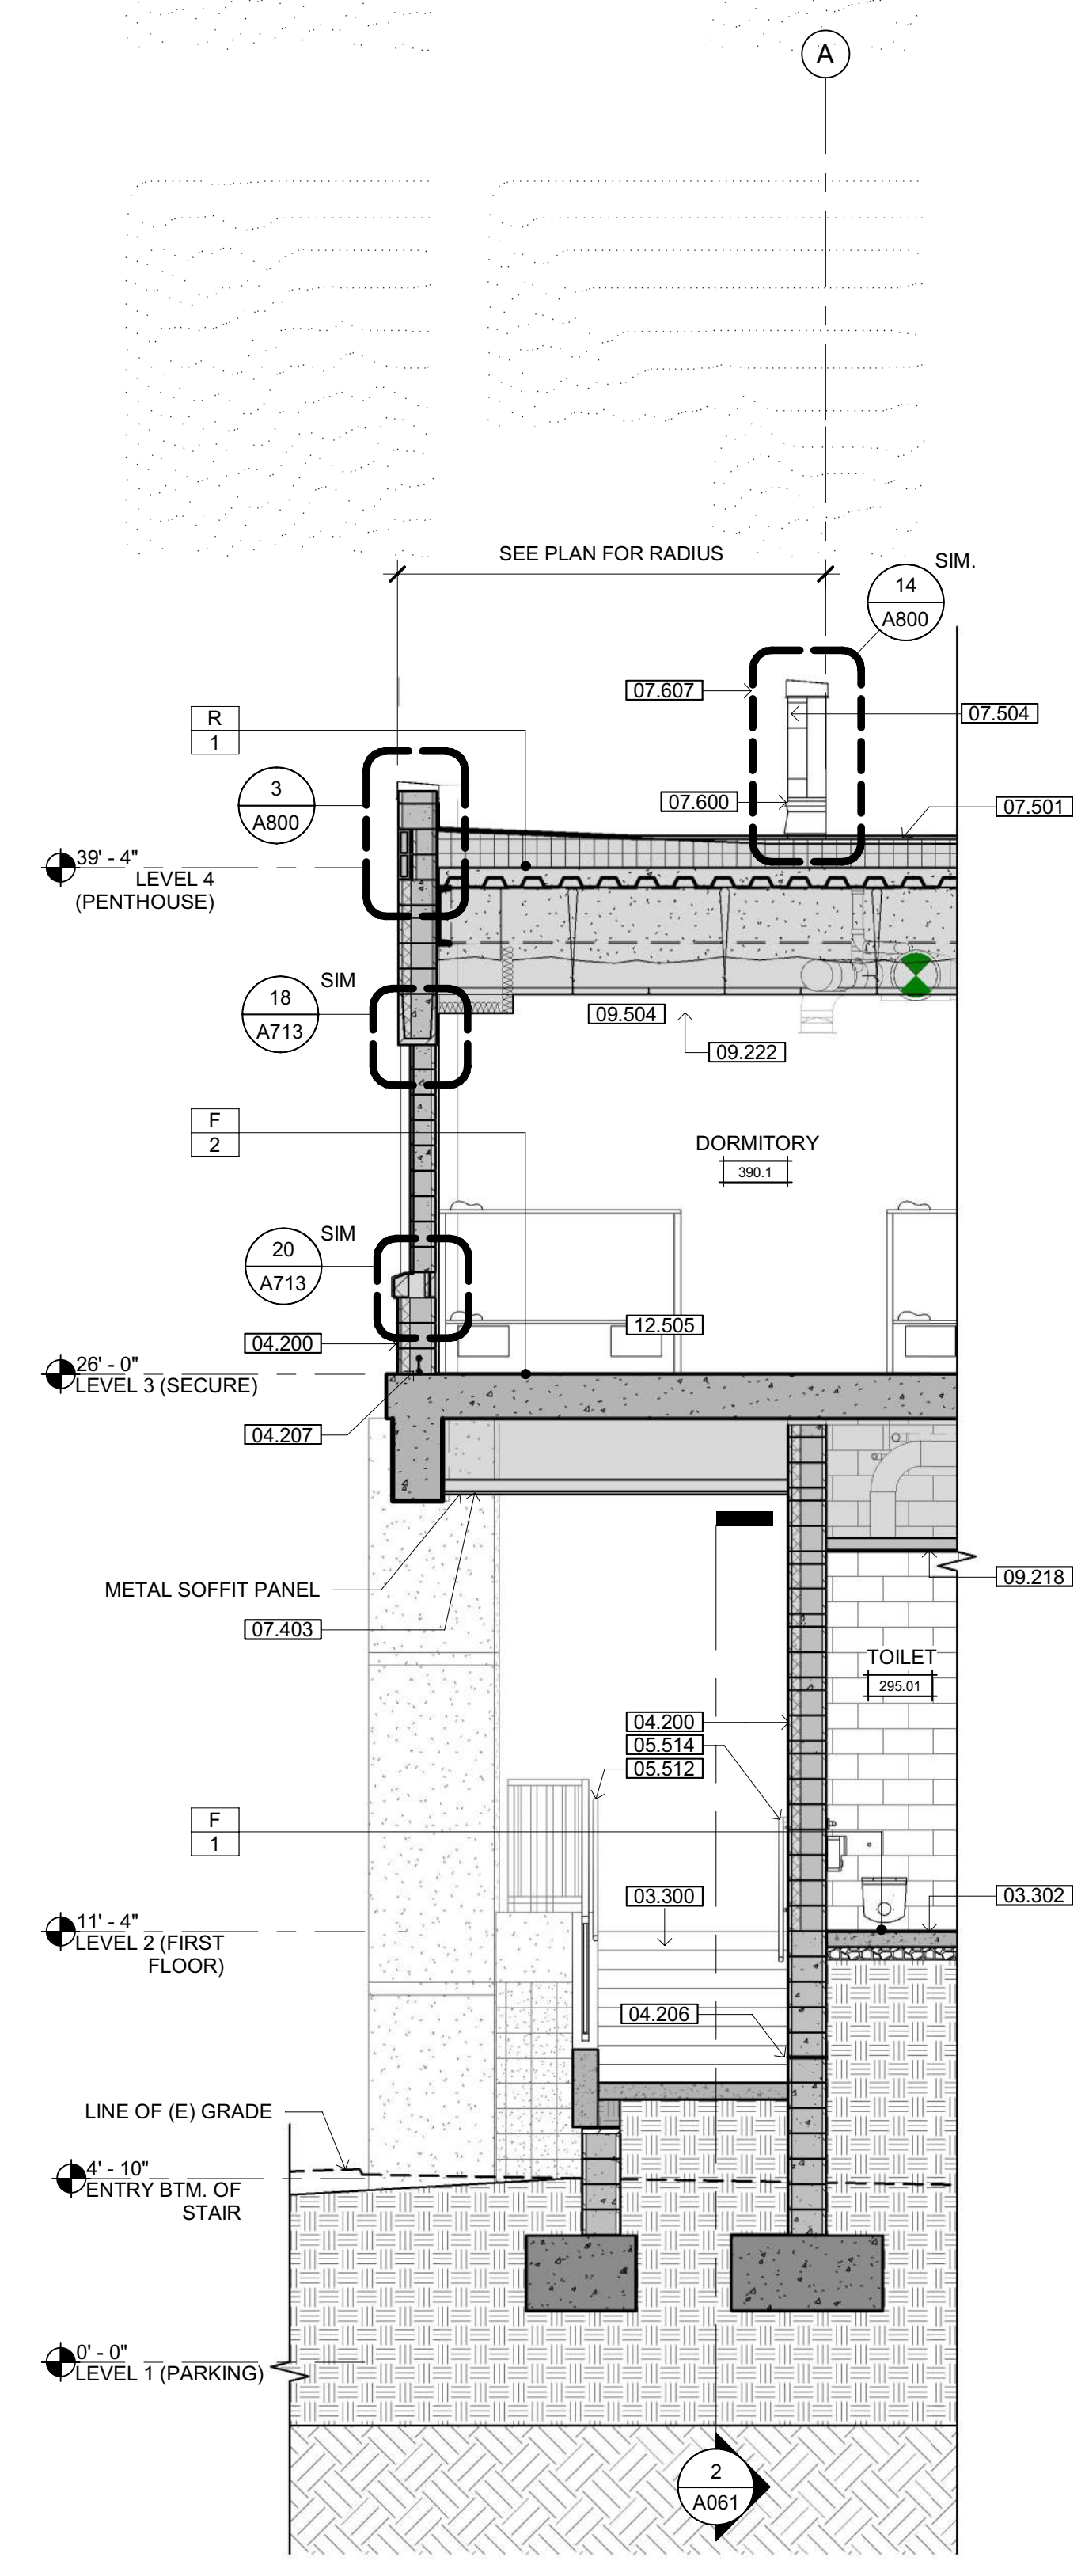 A
SEE PLAN FOR RADIUS
SIM.
14
A800
07.607
07.504
R
1
3
A800
07.600
07.501
39' - 4"
LEVEL 4
(PENTHOUSE)
SIM
18
A713
09.504
09.222
F
2
DORMITORY
390.1
SIM
20
A713
12.505
04.200
26' - 0"
LEVEL 3 (SECURE)
04.207
METAL SOFFIT PANEL
09.218
07.403
TOILET
295.01
04.200
05.514
05.512
F
1
03.300
03.302
11' - 4"
LEVEL 2 (FIRST
FLOOR)
04.206
LINE OF (E) GRADE
4' - 10"
ENTRY BTM. OF
STAIR
0' - 0"
LEVEL 1 (PARKING)
2
A061